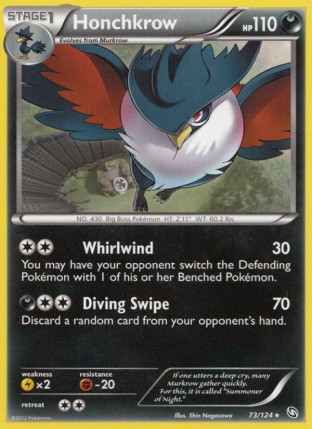 STAGE1 Honchkrow HP110
Evolves from Murkrow
NO. 430 Big Boss Pokémon. HT. 2'11" WT. 60.2 lbs.
Whirlwind 30
You may have your opponent switch the Defending
Pokémon with 1 of his or her Benched Pokémon.
Diving Swipe 70
Discard a random card from your opponent's hand.
weakness resistance
×2 -20
retreat
If one utters a deep cry, many
Murkrow gather quickly.
For this, it is called "Summoner
of Night."
©2012 Pokémon Illus. Shin Nagasawa 73/124 ★